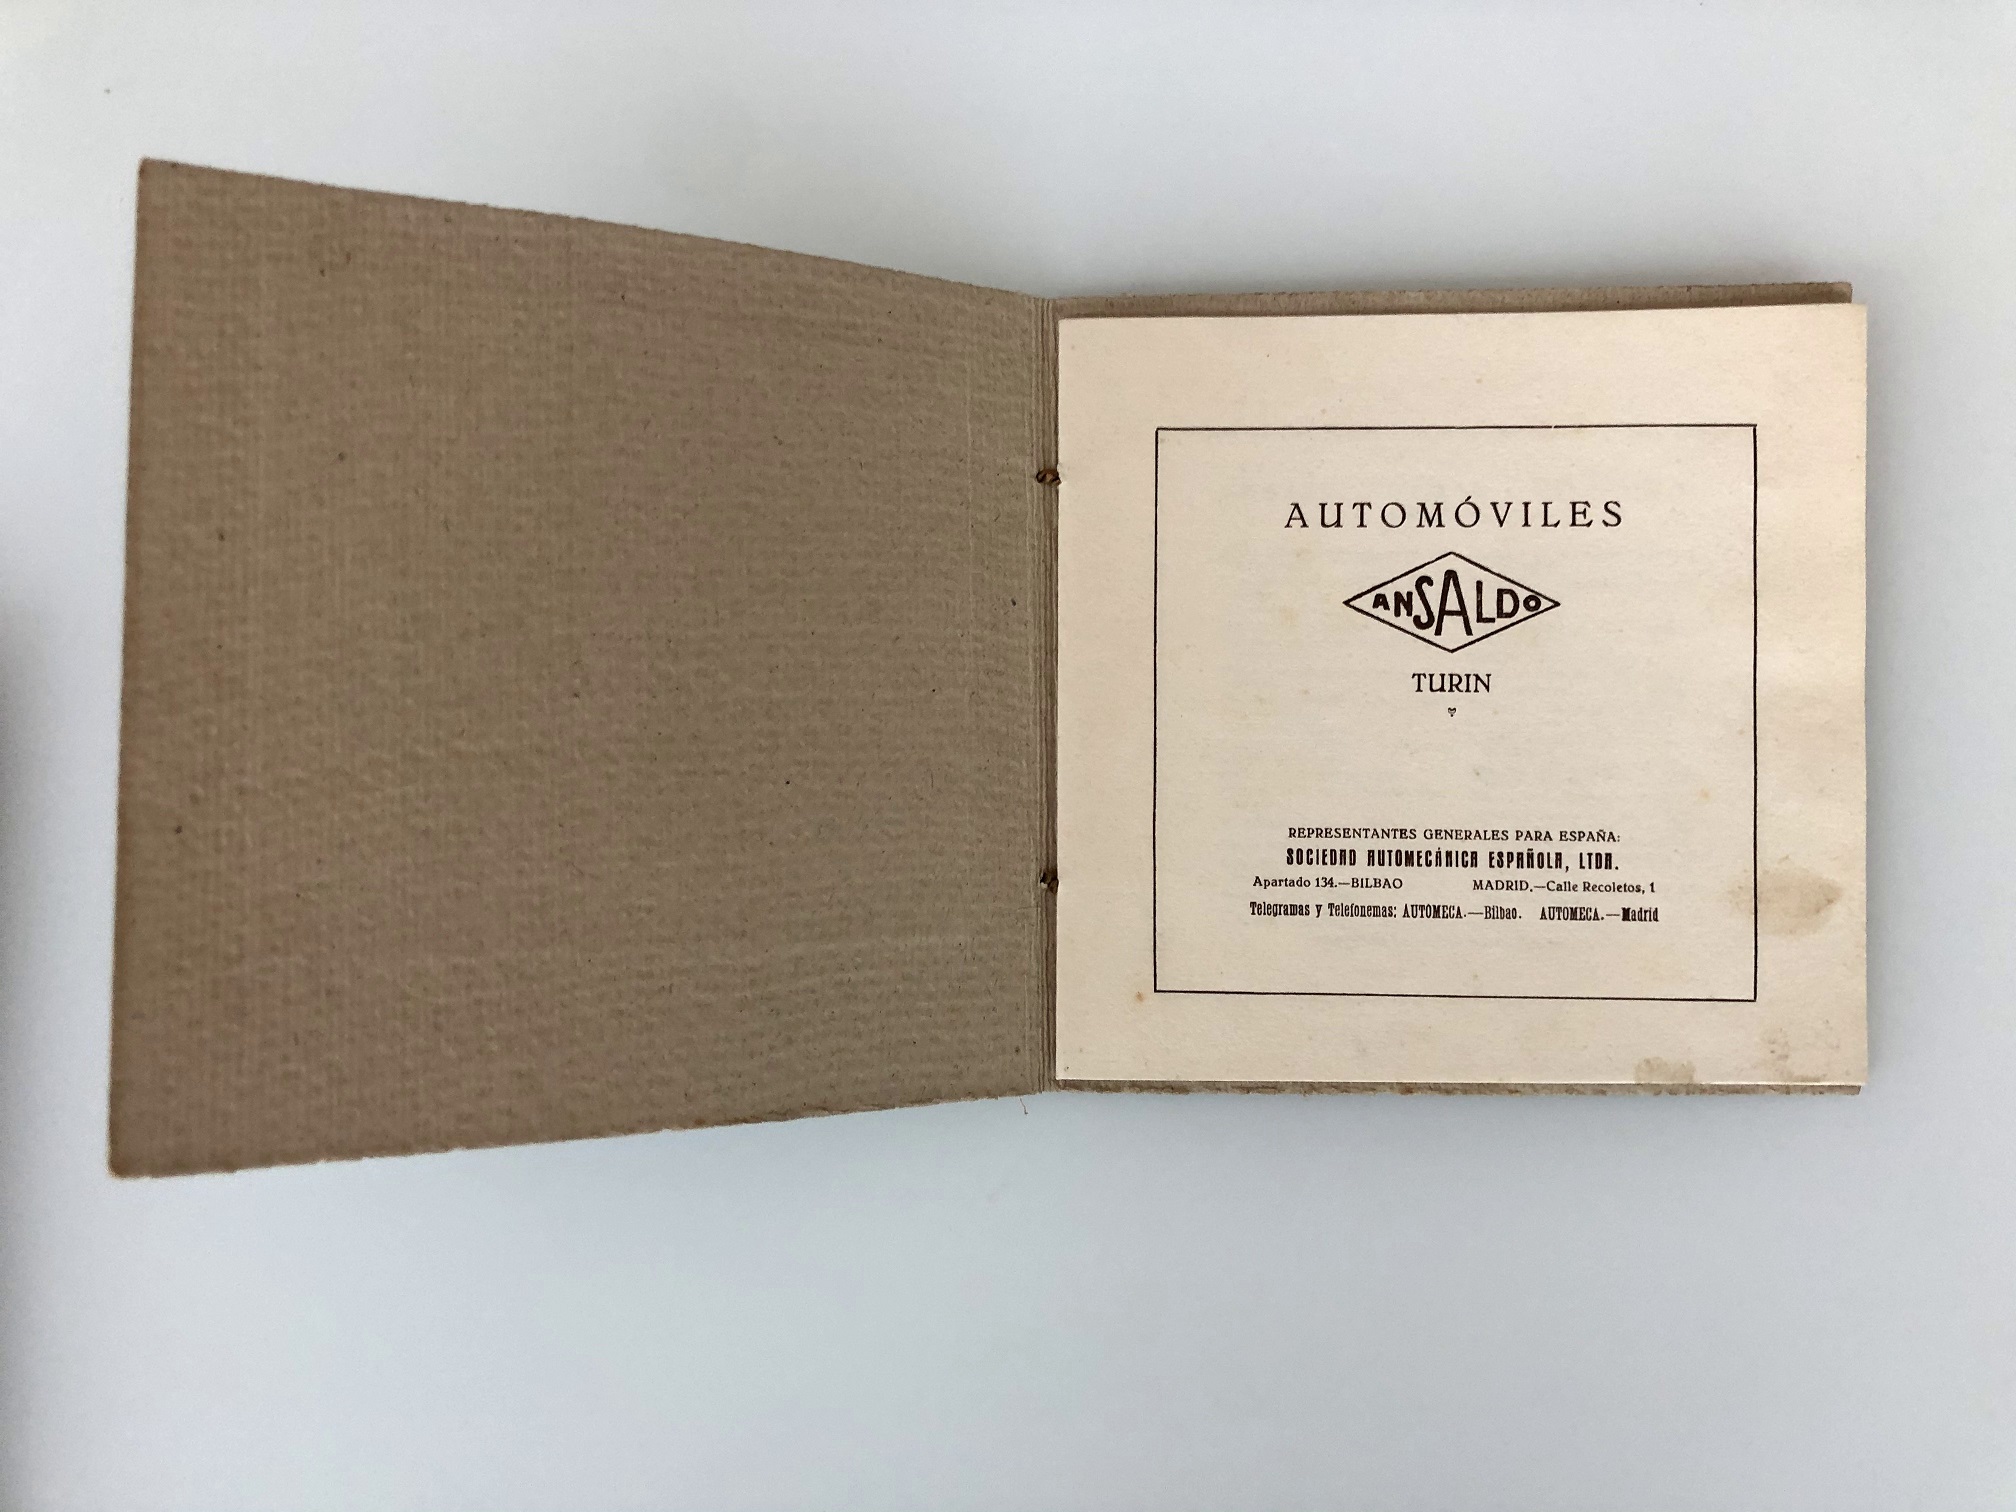 AUTOMÓVILES
ANSALDO
TURIN
REPRESENTANTES GENERALES PARA ESPAÑA:
SOCIEDAD AUTOMECÁNICA ESPAÑOLA, LTDA.
Apartado 134.—BILBAO MADRID.—Calle Recoletos, 1
Telegramas y Telefonemas: AUTOMECA.—Bilbao. AUTOMECA.—Madrid